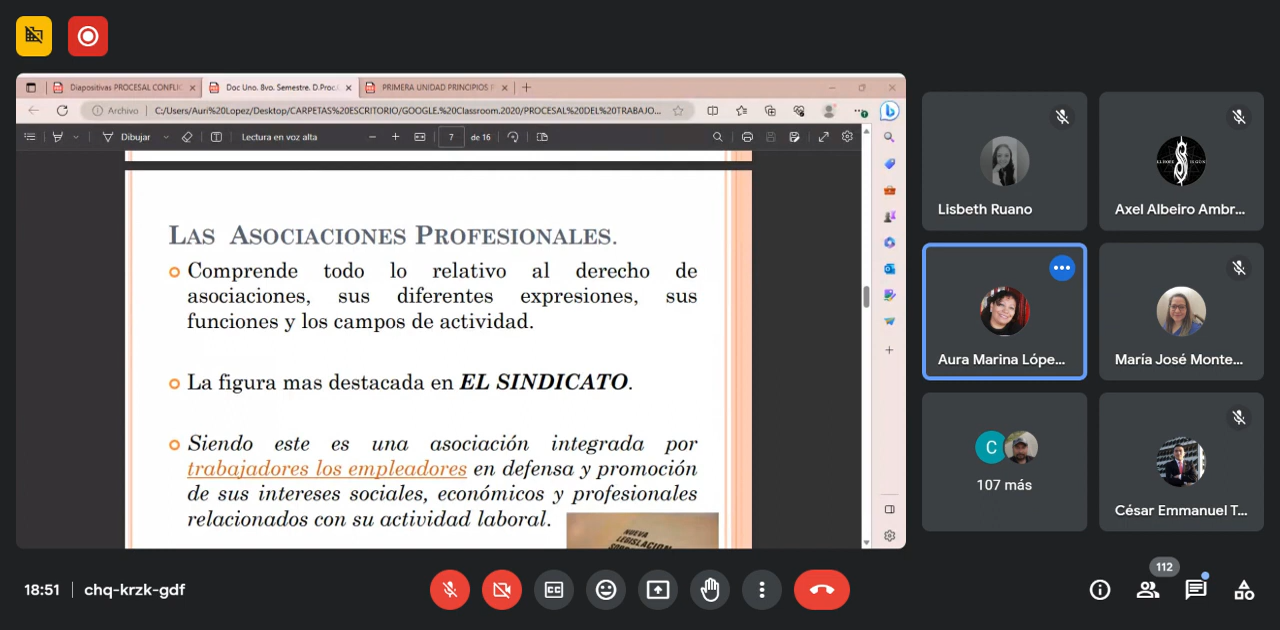 Diapositivas PROCESAL CONFLIC
Doc Uno. 8vo. Semestre. D.Proc.
PRIMERA UNIDAD PRINCIPIOS
Archivo
C:/Users/Auri%20Lopez/Desktop/CARPETAS%20ESCRITORIO/GOOGLE.%20Classroom.2020/PROCESAL%20DEL%20TRABAJO...
Dibujar
Lectura en voz alta
7
de 16
LAS ASOCIACIONES PROFESIONALES.
Comprende todo lo relativo al derecho de
asociaciones, sus diferentes expresiones, sus
funciones y los campos de actividad.
La figura mas destacada en EL SINDICATO.
Siendo este es una asociación integrada por
trabajadores los empleadores en defensa y promoción
de sus intereses sociales, económicos y profesionales
relacionados con su actividad laboral.
NUEVA
LEGISLACION
Lisbeth Ruano
Axel Albeiro Ambr...
Aura Marina Lópe...
María José Monte...
C
107 más
César Emmanuel T...
18:51
chq-krzk-gdf
112